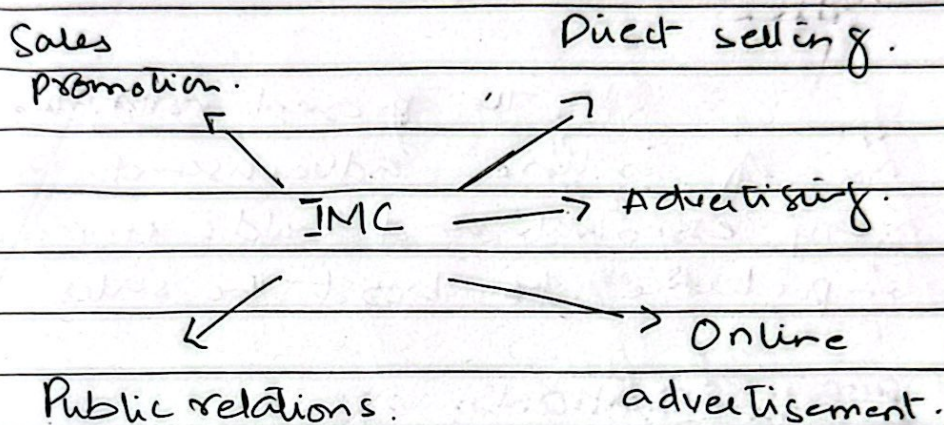 Sales
promotion.
Direct selling.
IMC
Advertising.
Public relations.
Online
advertisement.